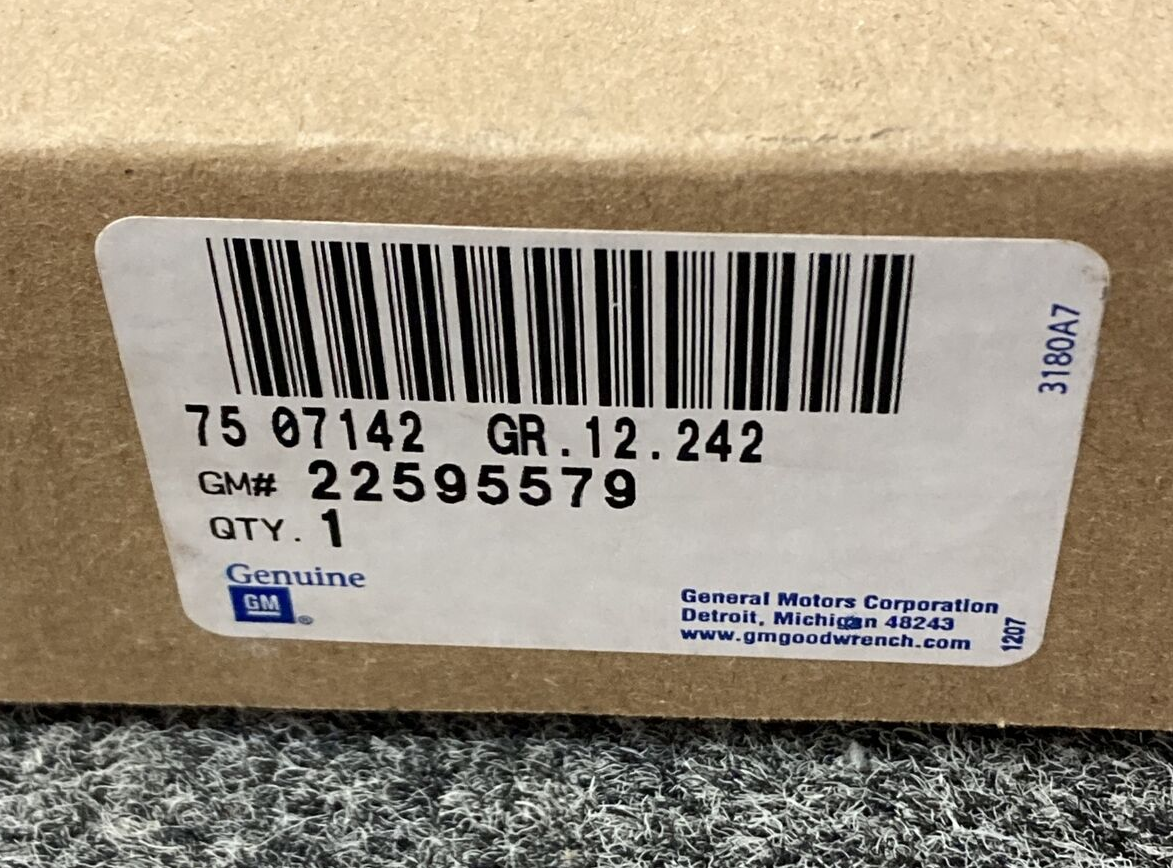 75 07142 GR.12.242
GM# 22595579
QTY. 1
Genuine
GM®
General Motors Corporation
Detroit, Michigan 48243
www.gmgoodwrench.com
1207
3180A7